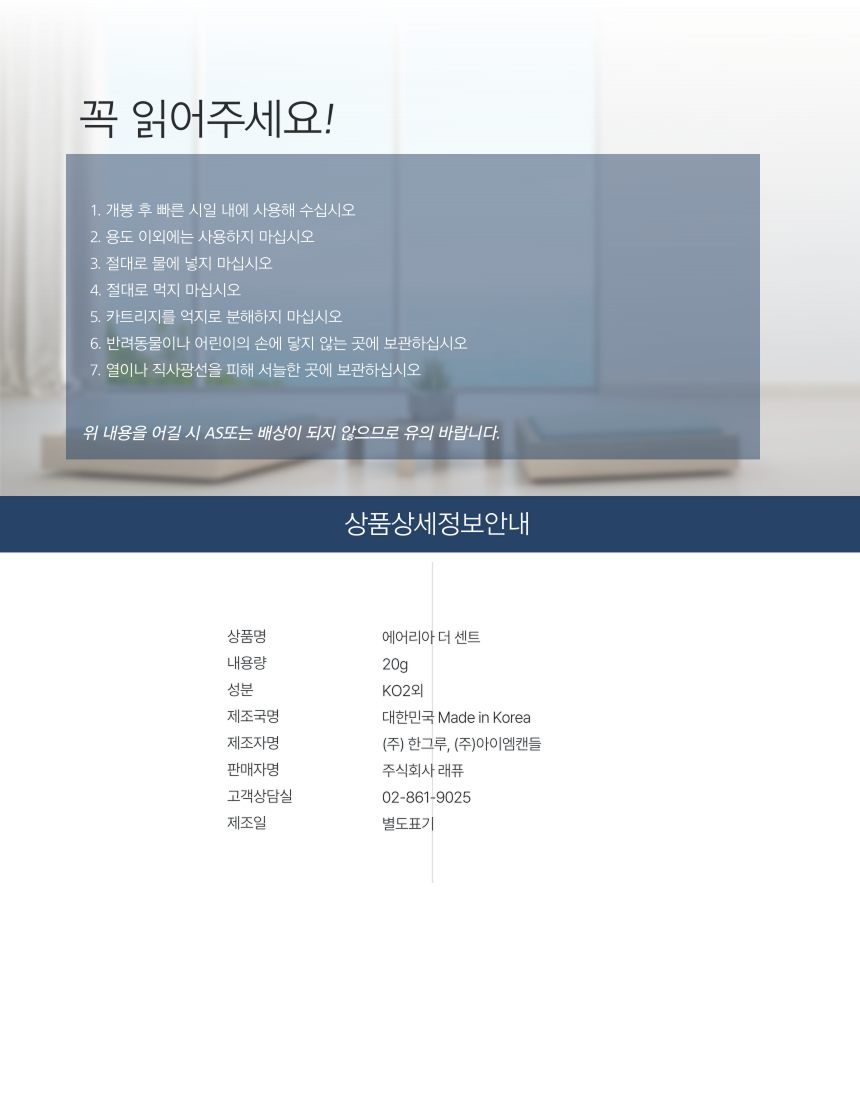 꼭 읽어주세요!
1. 개봉 후 빠른 시일 내에 사용해 수십시오
2. 용도 이외에는 사용하지 마십시오
3. 절대로 물에 넣지 마십시오
4. 절대로 먹지 마십시오
5. 카트리지를 억지로 분해하지 마십시오
6. 반려동물이나 어린이의 손에 닿지 않는 곳에 보관하십시오
7. 열이나 직사광선을 피해 서늘한 곳에 보관하십시오
위 내용을 어길 시 AS또는 배상이 되지 않으므로 유의 바랍니다.
상품상세정보안내
상품명 에어리아 더 센트
내용량 20g
성분 KO2외
제조국명 대한민국 Made in Korea
제조자명 (주) 한그루, (주)아이엠캔들
판매자명 주식회사 래퓨
고객상담실 02-861-9025
제조일 별도표기